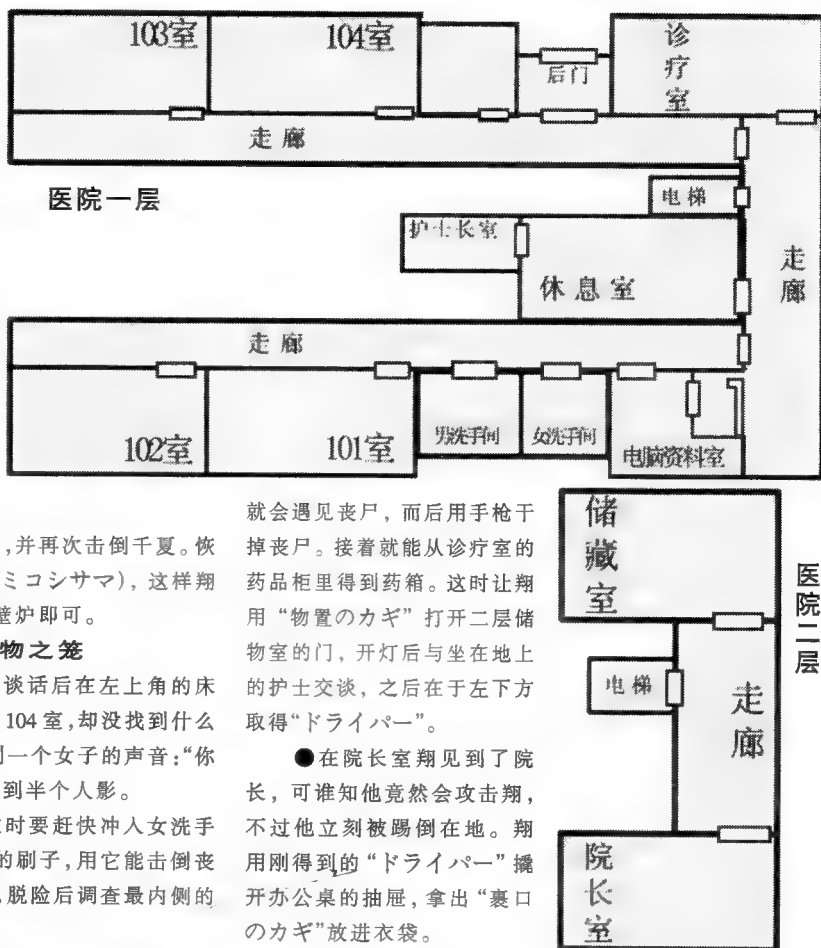 103室
104室
后门
诊疗室
走廊
医院一层
电梯
护士长室
休息室
走廊
走廊
102室
101室
男洗手间
女洗手间
电脑资料室
,并再次击倒千夏。恢
ミコシサマ),这样翔
壁炉即可。
物之笼
谈话后在左上角的床
104室,却没找到什么
一个女子的声音:“你
到半个人影。
时要赶快冲人女洗手
的刷子,用它能击倒丧
脱险后调查最内侧的
就会遇见丧尸,而后用手枪干
掉丧尸。接着就能从诊疗室的
药品柜里得到药箱。这时让翔
用“物置のカギ”打开二层储
物室的门,开灯后与坐在地上
的护士交谈,之后在于左下方
取得“ドライパー”。
●在院长室翔见到了院
长,可谁知他竟然会攻击翔,
不过他立刻被踢倒在地。翔
用刚得到的“ドライパー”撬
开办公桌的抽屉,拿出“裏口
のカギ”放进衣袋。
储藏室
医院二层
电梯
走廊
院长室